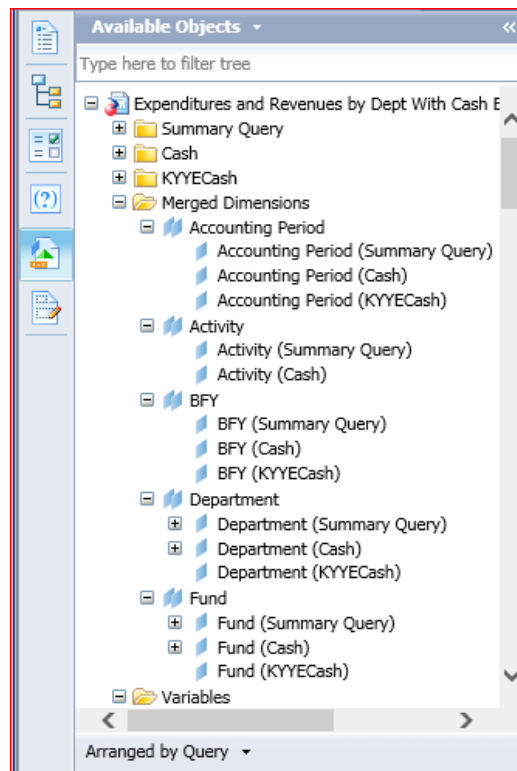 Available Objects
Type here to filter tree
Expenditures and Revenues by Dept With Cash
Summary Query
Cash
KYYECash
Merged Dimensions
Accounting Period
Accounting Period (Summary Query)
Accounting Period (Cash)
Accounting Period (KYYECash)
Activity
Activity (Summary Query)
Activity (Cash)
BFY
BFY (Summary Query)
BFY (Cash)
BFY (KYYECash)
Department
Department (Summary Query)
Department (Cash)
Department (KYYECash)
Fund
Fund (Summary Query)
Fund (Cash)
Fund (KYYECash)
Variables
Arranged by Query